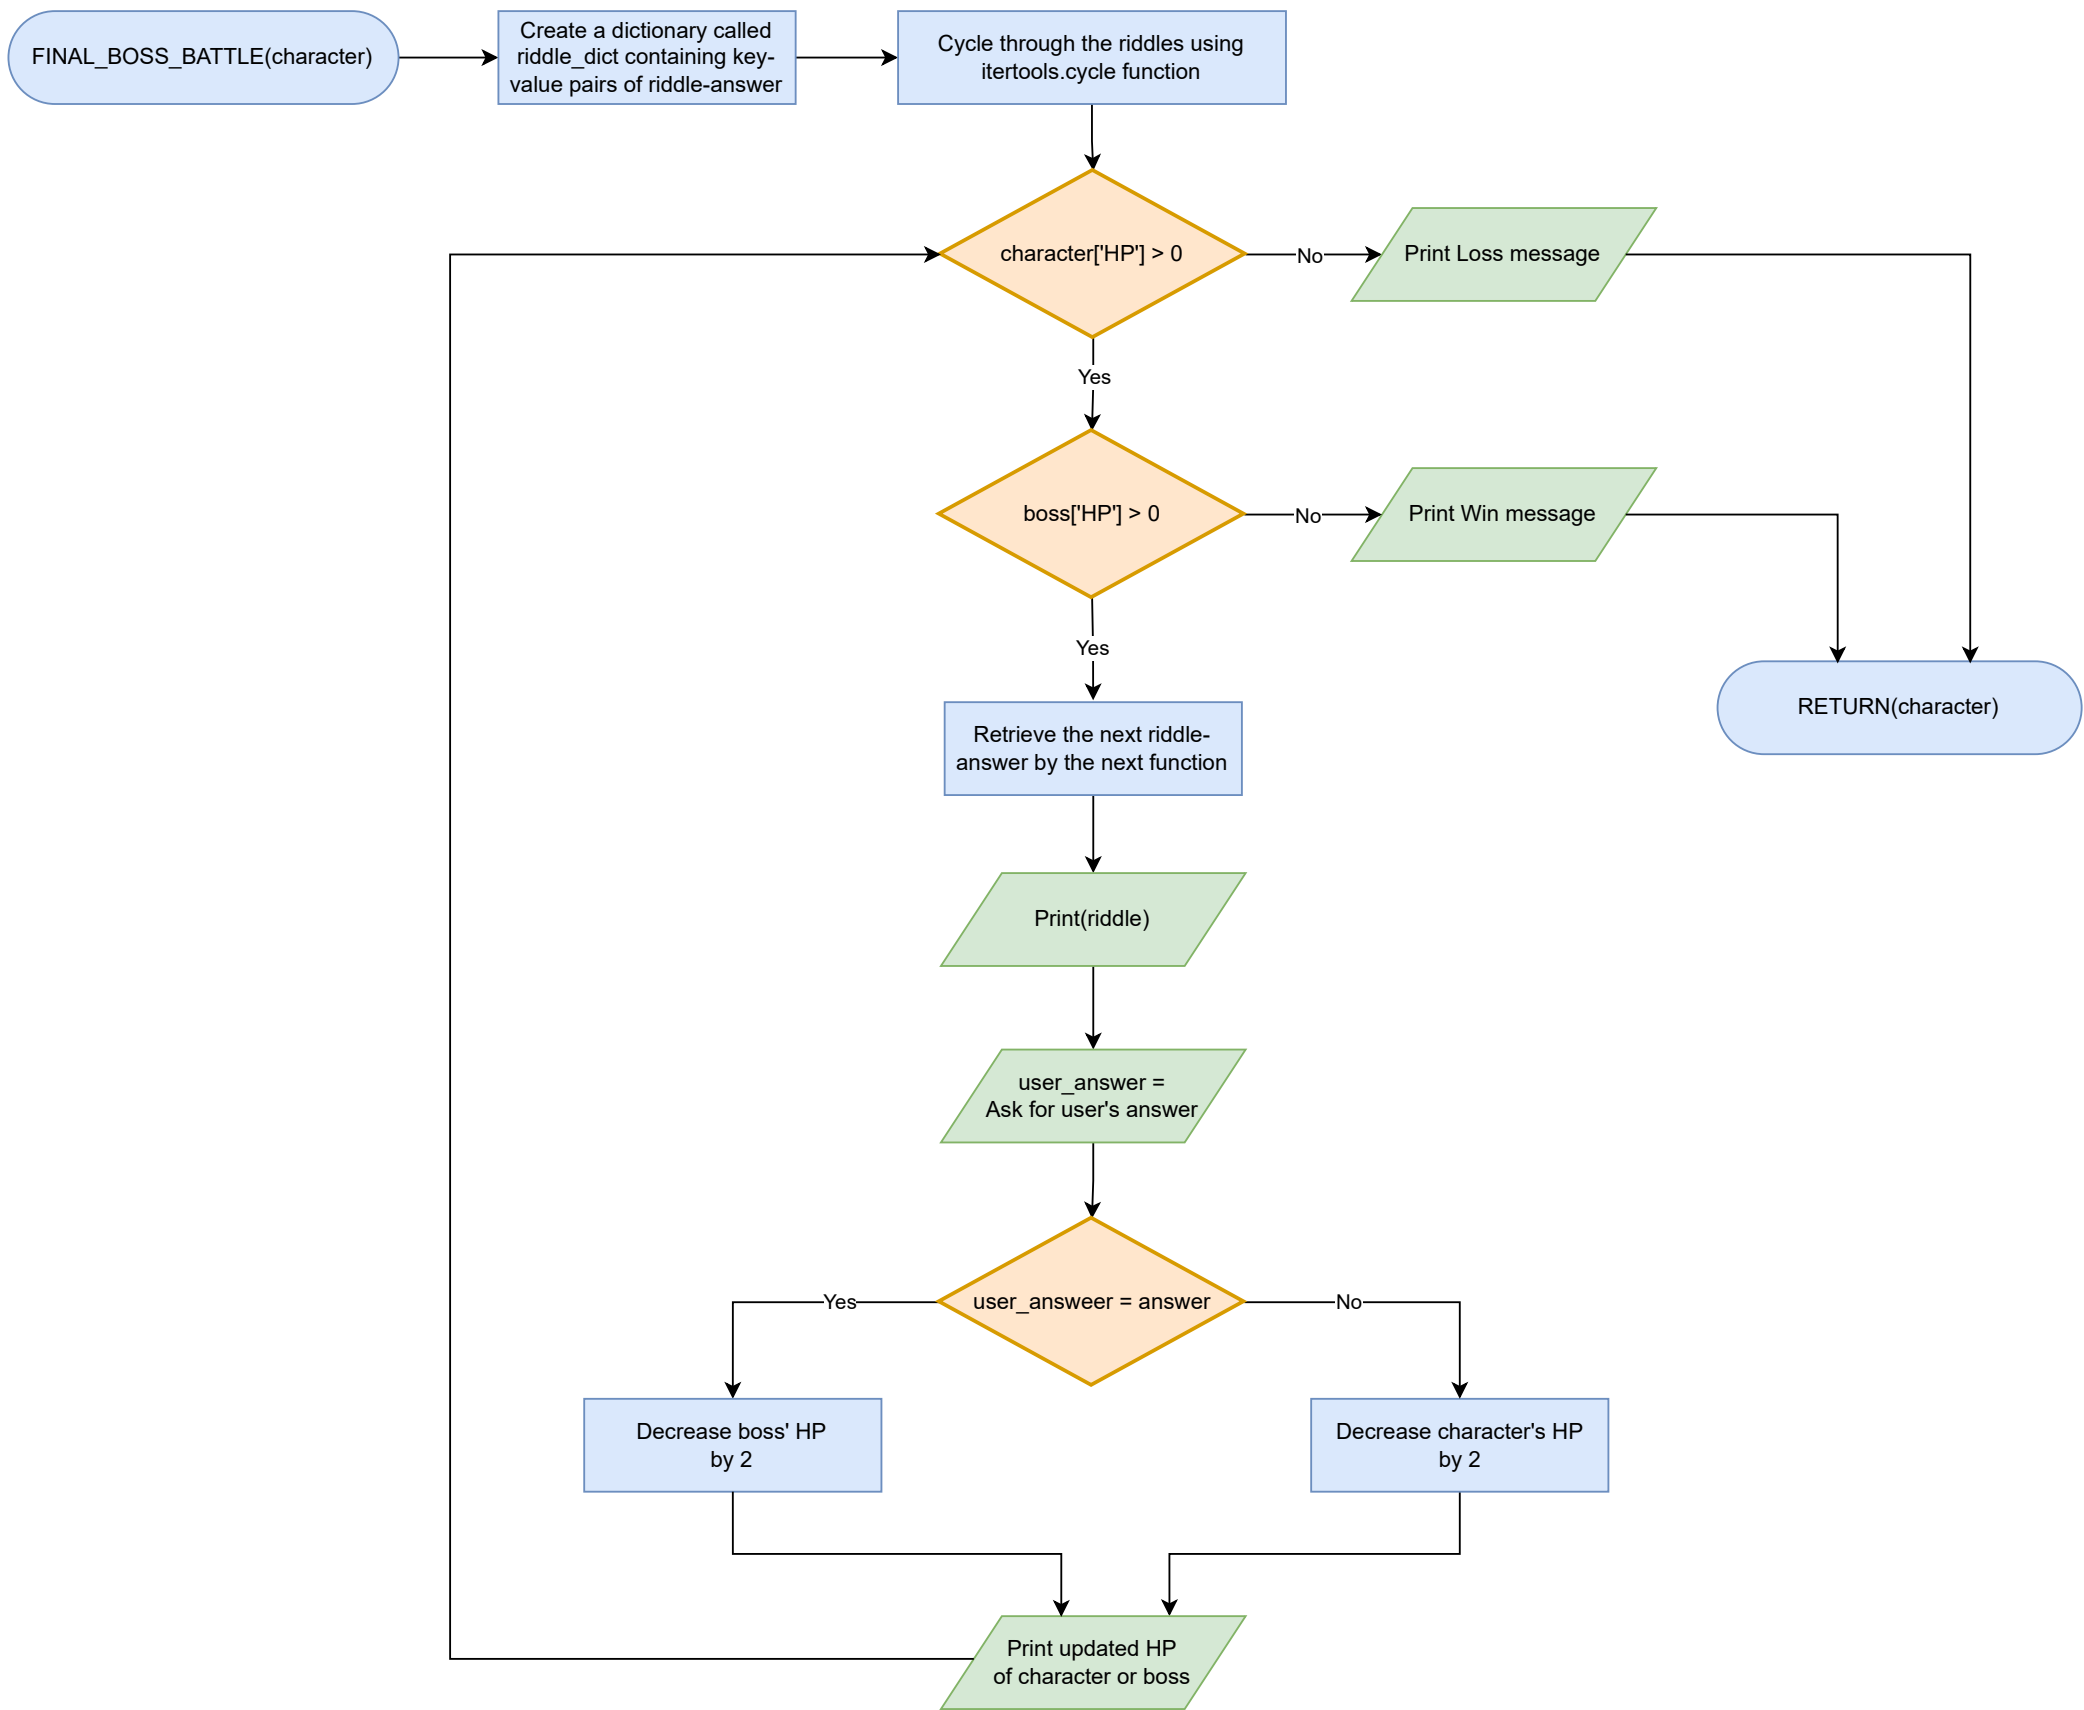 FINAL_BOSS_BATTLE(character)
Create a dictionary called
riddle_dict containing key-
value pairs of riddle-answer
Cycle through the riddles using
itertools.cycle function
character['HP'] > 0
No
Print Loss message
Yes
boss['HP'] > 0
No
Print Win message
Yes
Retrieve the next riddle-
answer by the next function
RETURN(character)
Print(riddle)
user_answer =
Ask for user's answer
user_answeer = answer
Yes
No
Decrease boss' HP
by 2
Decrease character's HP
by 2
Print updated HP
of character or boss